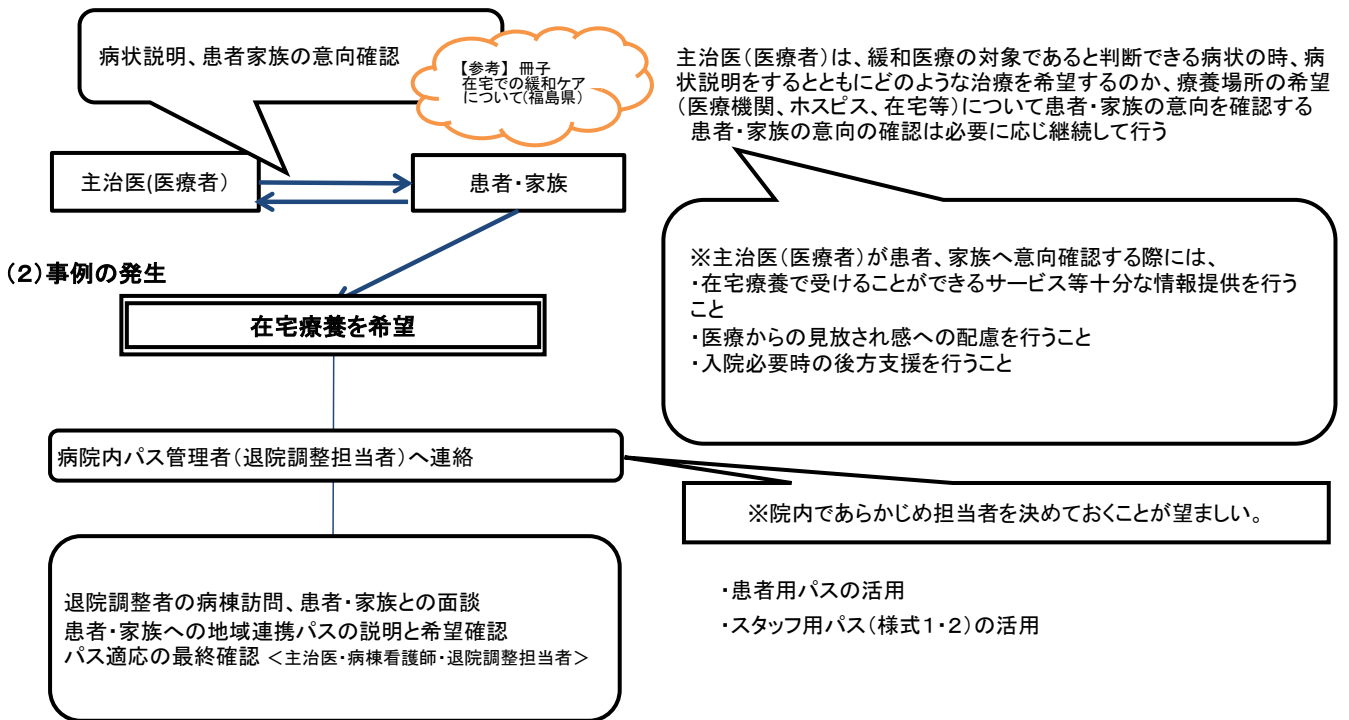 病状説明、患者家族の意向確認
【参考】 冊子
在宅での緩和ケア
について(福島県)
主治医(医療者)は、緩和医療の対象であると判断できる病状の時、病
状説明をするとともにどのような治療を希望するのか、療養場所の希望
(医療機関、ホスピス、在宅等)について患者・家族の意向を確認する
患者・家族の意向の確認は必要に応じ継続して行う
主治医(医療者)
患者・家族
※主治医(医療者)が患者、家族へ意向確認する際には、
・在宅療養で受けることができるサービス等十分な情報提供を行う
こと
・医療からの見放され感への配慮を行うこと
・入院必要時の後方支援を行うこと
(2)事例の発生
在宅療養を希望
病院内パス管理者(退院調整担当者)へ連絡
※院内であらかじめ担当者を決めておくことが望ましい。
退院調整者の病棟訪問、患者・家族との面談
患者・家族への地域連携パスの説明と希望確認
パス適応の最終確認 <主治医・病棟看護師・退院調整担当者>
・患者用パスの活用
・スタッフ用パス(様式1・2)の活用